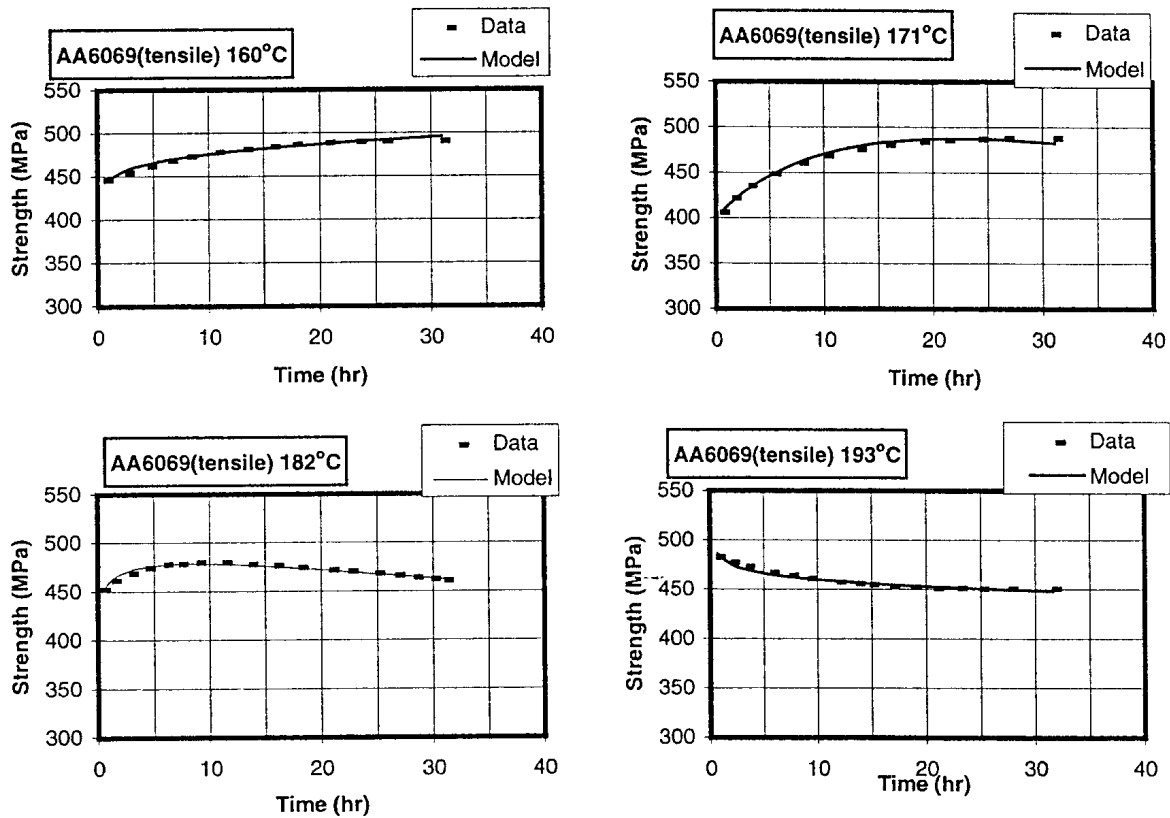 AA6069(tensile) 160°C
Data
Model
Strength (MPa)
550
500
450
400
350
300
0 10 20 30 40
Time (hr)
AA6069(tensile) 171°C
Data
Model
Strength (MPa)
550
500
450
400
350
300
0 10 20 30 40
Time (hr)
AA6069(tensile) 182°C
Data
Model
Strength (MPa)
550
500
450
400
350
300
0 10 20 30 40
Time (hr)
AA6069(tensile) 193°C
Data
Model
Strength (MPa)
550
500
450
400
350
300
0 10 20 30 40
Time (hr)